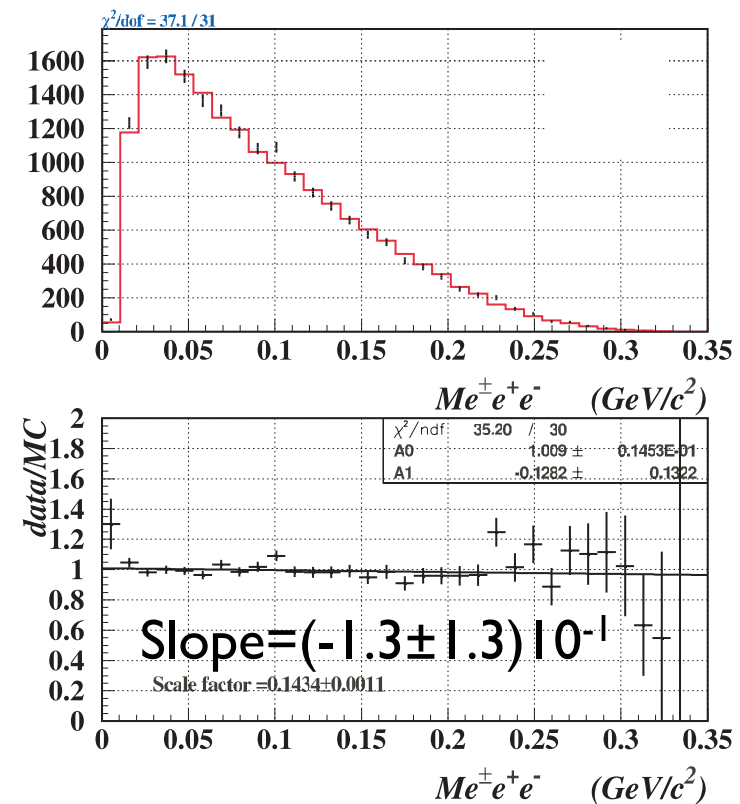 χ²/dof = 37.1 / 31
1600
1400
1200
1000
800
600
400
200
0
0 0.05 0.1 0.15 0.2 0.25 0.3 0.35
Me±e+e- (GeV/c²)
data/MC
2
1.8
1.6
1.4
1.2
1
0.8
0.6
0.4
0.2
0
χ²/ndf 35.20 / 30
A0 1.009 ± 0.1453E-01
A1 -0.1282 ± 0.1322
Slope=(-1.3±1.3)10⁻¹
Scale factor =0.1434±0.0011
0 0.05 0.1 0.15 0.2 0.25 0.3 0.35
Me±e+e- (GeV/c²)